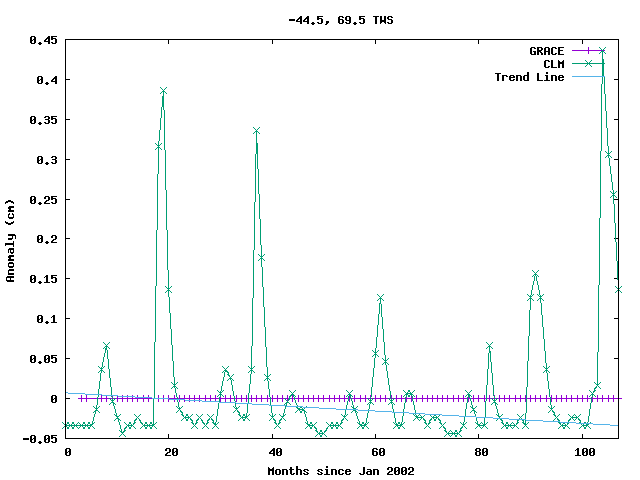 -44.5, 69.5 TWS
GRACE
CLM
Trend Line
0.45
0.4
0.35
0.3
0.25
0.2
0.15
0.1
0.05
0
-0.05
Anomaly (cm)
0 20 40 60 80 100
Months since Jan 2002